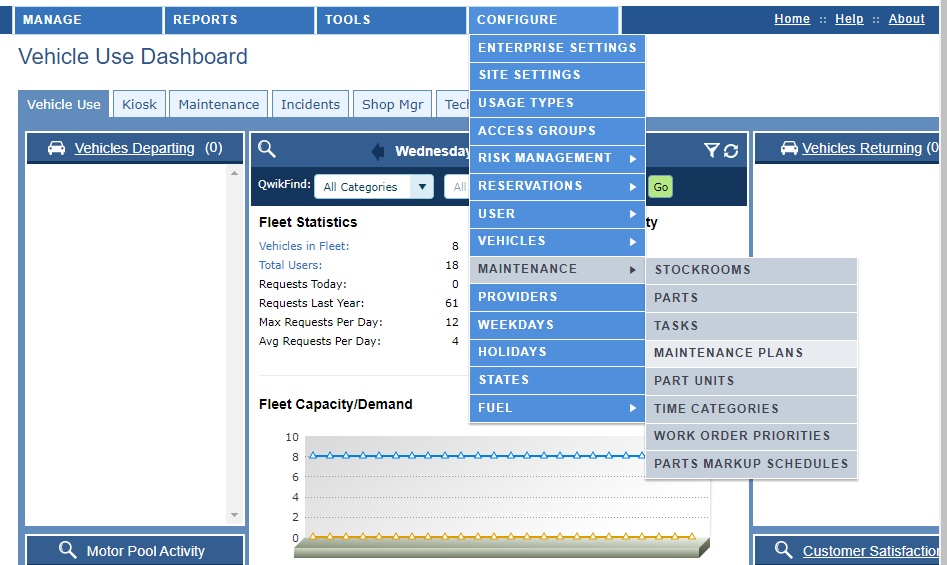 MANAGE REPORTS TOOLS CONFIGURE Home :: Help :: About
Vehicle Use Dashboard
Vehicle Use Kiosk Maintenance Incidents Shop Mgr Tech
Vehicles Departing (0)
Wednesday
QwikFind: All Categories All Go
Fleet Statistics
Vehicles in Fleet: 8
Total Users: 18
Requests Today: 0
Requests Last Year: 61
Max Requests Per Day: 12
Avg Requests Per Day: 4
ty
Fleet Capacity/Demand
10
8
6
4
2
0
ENTERPRISE SETTINGS
SITE SETTINGS
USAGE TYPES
ACCESS GROUPS
RISK MANAGEMENT
RESERVATIONS
USER
VEHICLES
MAINTENANCE
PROVIDERS
WEEKDAYS
HOLIDAYS
STATES
FUEL
STOCKROOMS
PARTS
TASKS
MAINTENANCE PLANS
PART UNITS
TIME CATEGORIES
WORK ORDER PRIORITIES
PARTS MARKUP SCHEDULES
Vehicles Returning (0
Motor Pool Activity
Customer Satisfaction